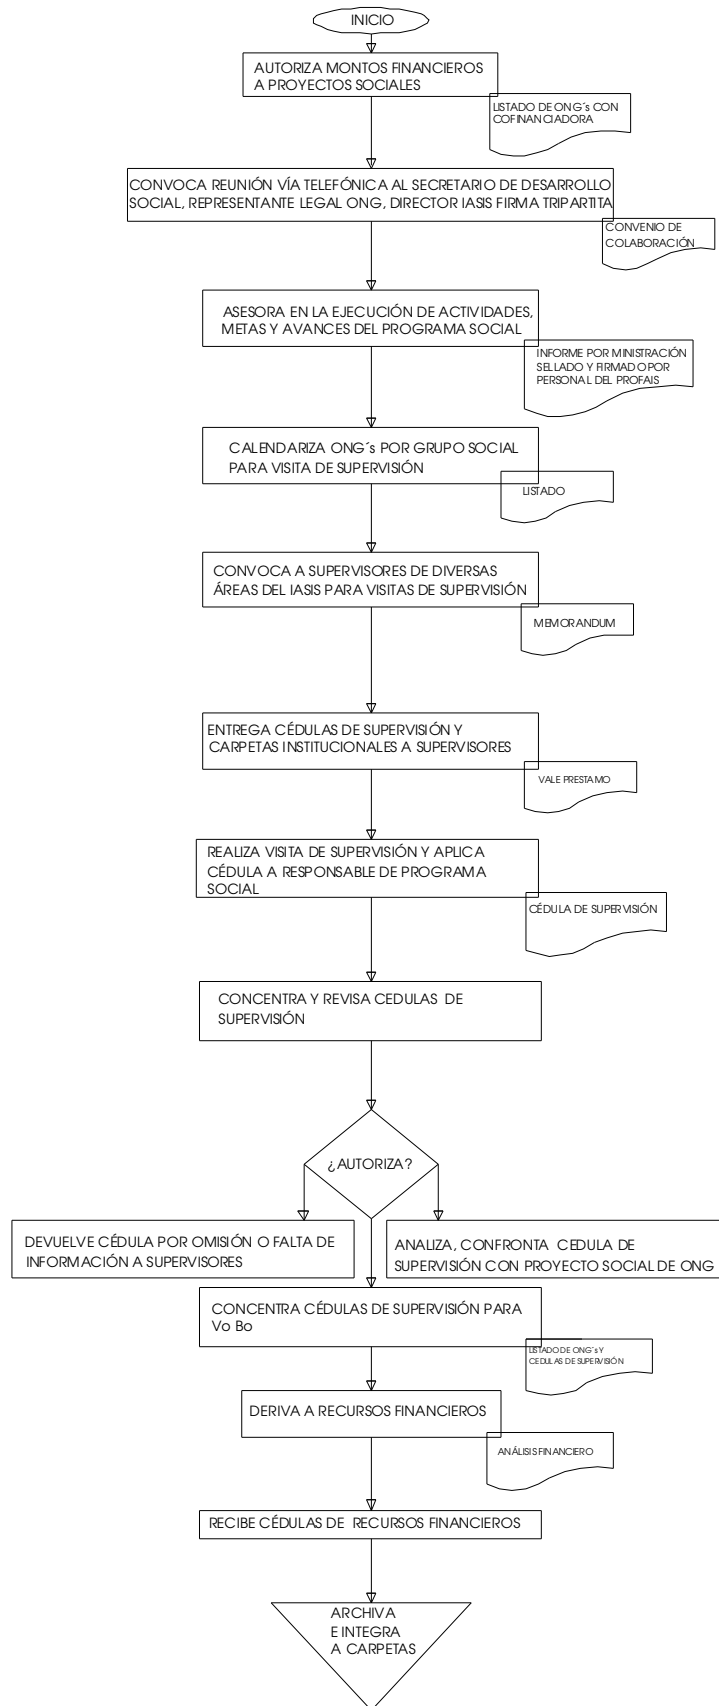 INICIO
AUTORIZA MONTOS FINANCIEROS
A PROYECTOS SOCIALES
LISTADO DE ONG´s CON
COFINANCIADORA
CONVOCA REUNIÓN VÍA TELEFÓNICA AL SECRETARIO DE DESARROLLO
SOCIAL, REPRESENTANTE LEGAL ONG, DIRECTOR IASIS FIRMA TRIPARTITA
CONVENIO DE
COLABORACIÓN
ASESORA EN LA EJECUCIÓN DE ACTIVIDADES,
METAS Y AVANCES DEL PROGRAMA SOCIAL
INFORME POR MINISTRACIÓN
SELLADO Y FIRMADO POR
PERSONAL DEL PROFAIS
CALENDARIZA ONG´s POR GRUPO SOCIAL
PARA VISITA DE SUPERVISIÓN
LISTADO
CONVOCA A SUPERVISORES DE DIVERSAS
ÁREAS DEL IASIS PARA VISITAS DE SUPERVISIÓN
MEMORANDUM
ENTREGA CÉDULAS DE SUPERVISIÓN Y
CARPETAS INSTITUCIONALES A SUPERVISORES
VALE PRESTAMO
REALIZA VISITA DE SUPERVISIÓN Y APLICA
CÉDULA A RESPONSABLE DE PROGRAMA
SOCIAL
CÉDULA DE SUPERVISIÓN
CONCENTRA Y REVISA CEDULAS DE
SUPERVISIÓN
¿AUTORIZA?
DEVUELVE CÉDULA POR OMISIÓN O FALTA DE
INFORMACIÓN A SUPERVISORES
ANALIZA, CONFRONTA CEDULA DE
SUPERVISIÓN CON PROYECTO SOCIAL DE ONG
CONCENTRA CÉDULAS DE SUPERVISIÓN PARA
Vo Bo
LISTADO DE ONG´s Y
CEDULAS DE SUPERVISIÓN
DERIVA A RECURSOS FINANCIEROS
ANÁLISIS FINANCIERO
RECIBE CÉDULAS DE RECURSOS FINANCIEROS
ARCHIVA
E INTEGRA
A CARPETAS